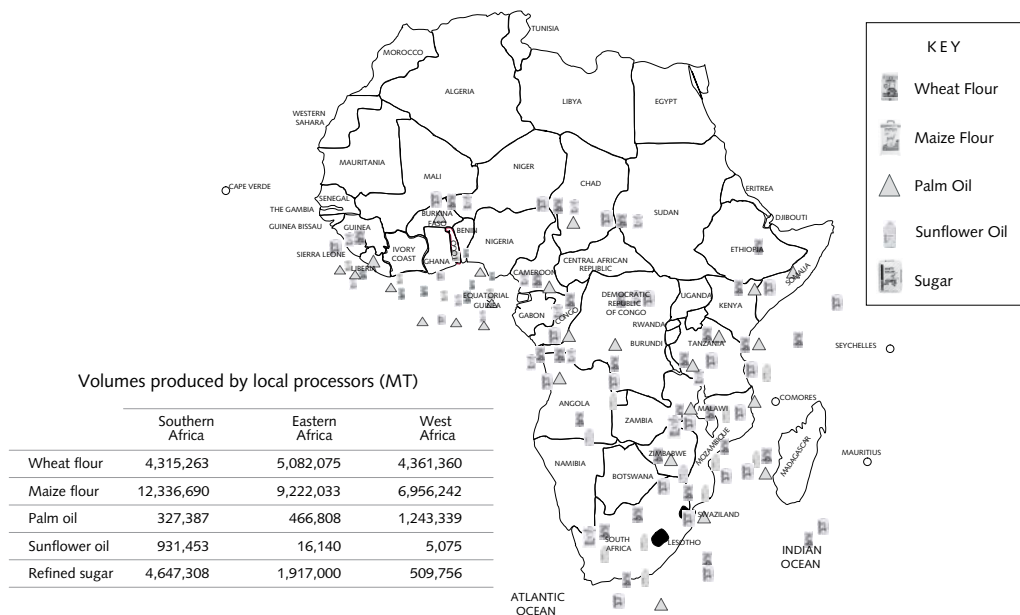 TUNISIA
MOROCCO
ALGERIA
LIBYA
EGYPT
WESTERN
SAHARA
MAURITANIA
MALI
NIGER
CHAD
SUDAN
ERITREA
CAPE VERDE
SENEGAL
THE GAMBIA
GUINEA BISSAU
GUINEA
BURKINA
FASO
BENIN
DJIBOUTI
SIERRA LEONE
LIBERIA
IVORY
COAST
GHANA
TOGO
NIGERIA
CAMEROON
CENTRAL AFRICAN
REPUBLIC
ETHIOPIA
SOMALIA
EQUATORIAL
GUINEA
GABON
CONGO
DEMOCRATIC
REPUBLIC
OF CONGO
UGANDA
KENYA
RWANDA
BURUNDI
TANZANIA
SEYCHELLES
COMORES
ANGOLA
ZAMBIA
MALAWI
MOZAMBIQUE
MADAGASCAR
MAURITIUS
NAMIBIA
ZIMBABWE
BOTSWANA
SWAZILAND
SOUTH
AFRICA
LESOTHO
INDIAN
OCEAN
ATLANTIC
OCEAN
KEY
Wheat Flour
Maize Flour
Palm Oil
Sunflower Oil
Sugar
Volumes produced by local processors (MT)
Southern Africa Eastern Africa West Africa
Wheat flour 4,315,263 5,082,075 4,361,360
Maize flour 12,336,690 9,222,033 6,956,242
Palm oil 327,387 466,808 1,243,339
Sunflower oil 931,453 16,140 5,075
Refined sugar 4,647,308 1,917,000 509,756